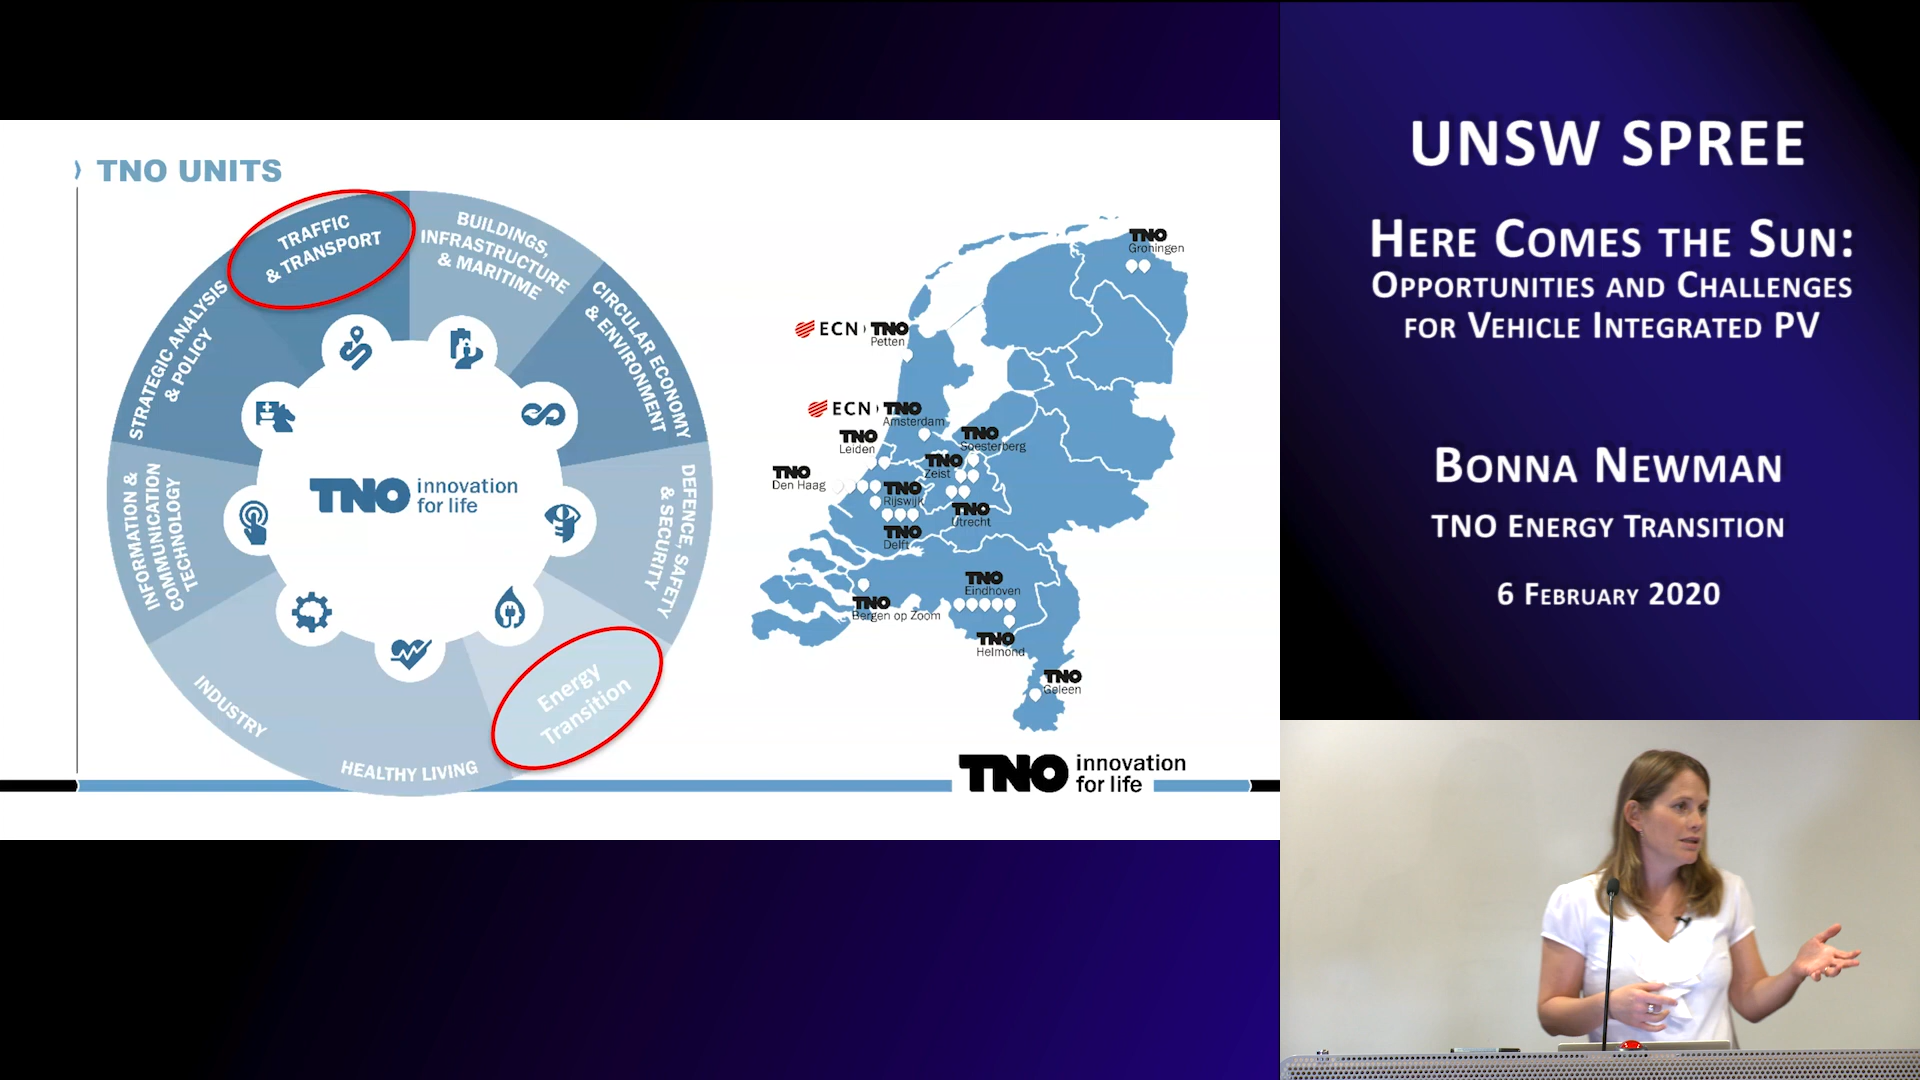 TNO UNITS
TRAFFIC
& TRANSPORT
BUILDINGS,
INFRASTRUCTURE
& MARITIME
CIRCULAR ECONOMY
& ENVIRONMENT
DEFENCE, SAFETY
& SECURITY
Energy
Transition
HEALTHY LIVING
INDUSTRY
INFORMATION &
COMMUNICATION
TECHNOLOGY
STRATEGIC ANALYSIS
& POLICY
TNO innovation
for life
TNO
Groningen
ECN TNO
Petten
ECN TNO
Amsterdam
TNO
Leiden
TNO
Soesterberg
TNO
Zeist
TNO
Den Haag
TNO
Rijswijk
TNO
Utrecht
TNO
Delft
TNO
Eindhoven
TNO
Bergen op Zoom
TNO
Helmond
TNO
Geleen
TNO innovation
for life
UNSW SPREE
HERE COMES THE SUN:
OPPORTUNITIES AND CHALLENGES
FOR VEHICLE INTEGRATED PV
BONNA NEWMAN
TNO ENERGY TRANSITION
6 FEBRUARY 2020